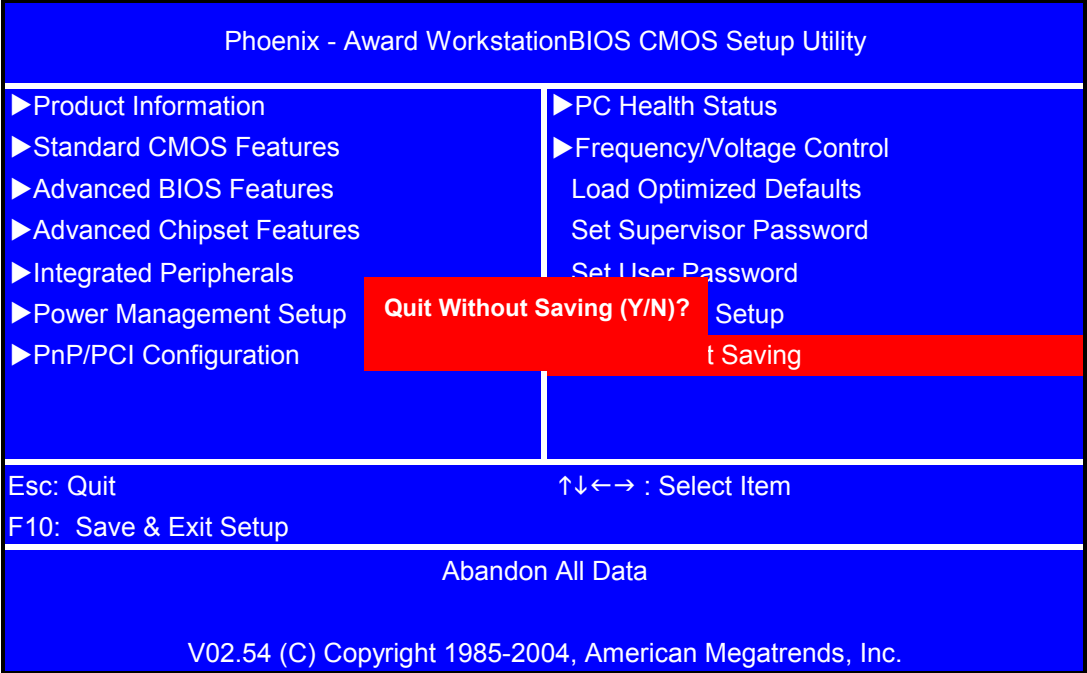 Phoenix - Award WorkstationBIOS CMOS Setup Utility
▶Product Information
▶Standard CMOS Features
▶Advanced BIOS Features
▶Advanced Chipset Features
▶Integrated Peripherals
▶Power Management Setup
▶PnP/PCI Configuration
▶PC Health Status
▶Frequency/Voltage Control
Load Optimized Defaults
Set Supervisor Password
Set User Password
Setup
t Saving
Quit Without Saving (Y/N)?
Esc: Quit
↑↓←→ : Select Item
F10: Save & Exit Setup
Abandon All Data
V02.54 (C) Copyright 1985-2004, American Megatrends, Inc.